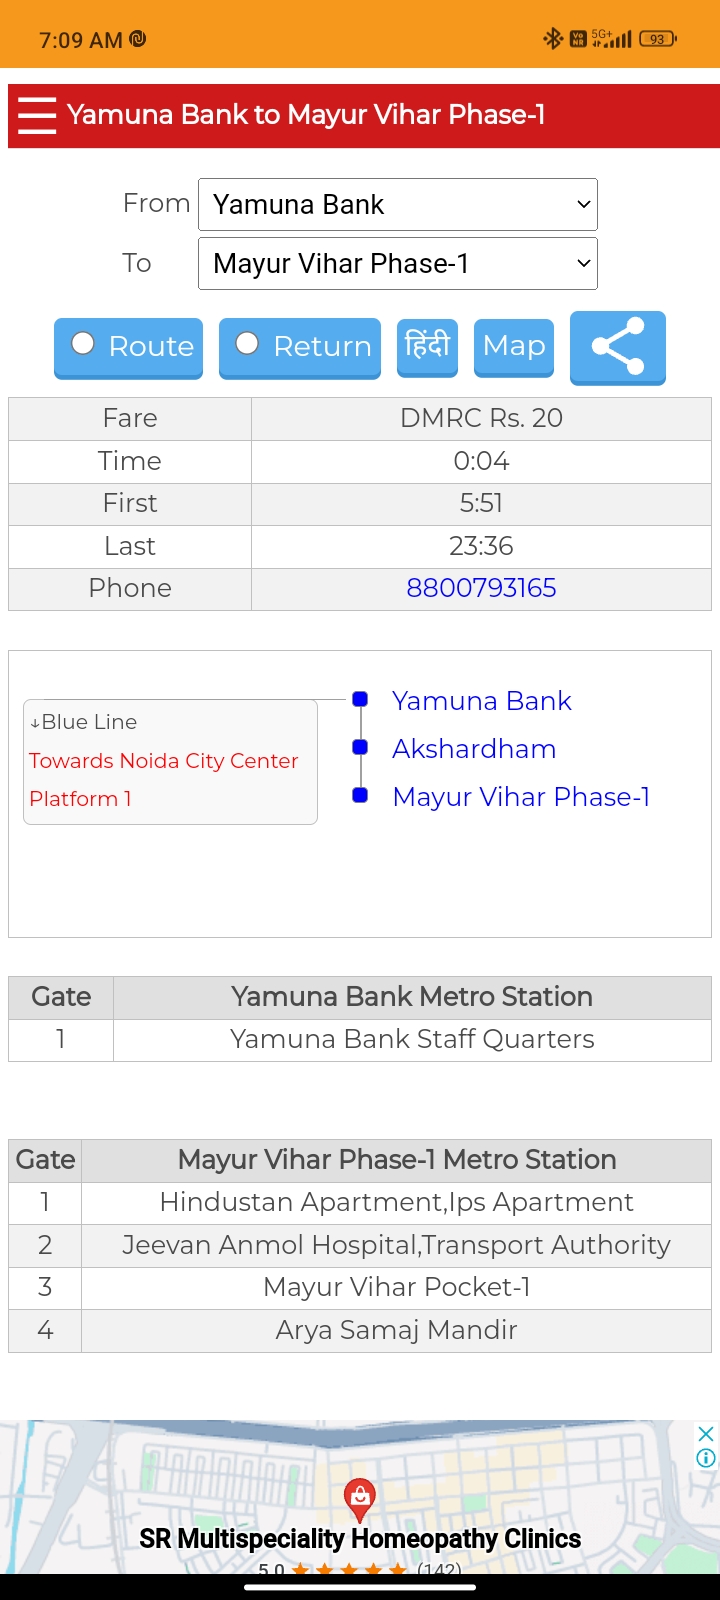 7:09 AM
5G+
VO NR
93
Yamuna Bank to Mayur Vihar Phase-1
From Yamuna Bank
To Mayur Vihar Phase-1
Route Return हिंदी Map
Fare DMRC Rs. 20
Time 0:04
First 5:51
Last 23:36
Phone 8800793165
↓Blue Line
Towards Noida City Center
Platform 1
Yamuna Bank
Akshardham
Mayur Vihar Phase-1
Gate Yamuna Bank Metro Station
1 Yamuna Bank Staff Quarters
Gate Mayur Vihar Phase-1 Metro Station
1 Hindustan Apartment,Ips Apartment
2 Jeevan Anmol Hospital,Transport Authority
3 Mayur Vihar Pocket-1
4 Arya Samaj Mandir
SR Multispeciality Homeopathy Clinics
5.0 (142)